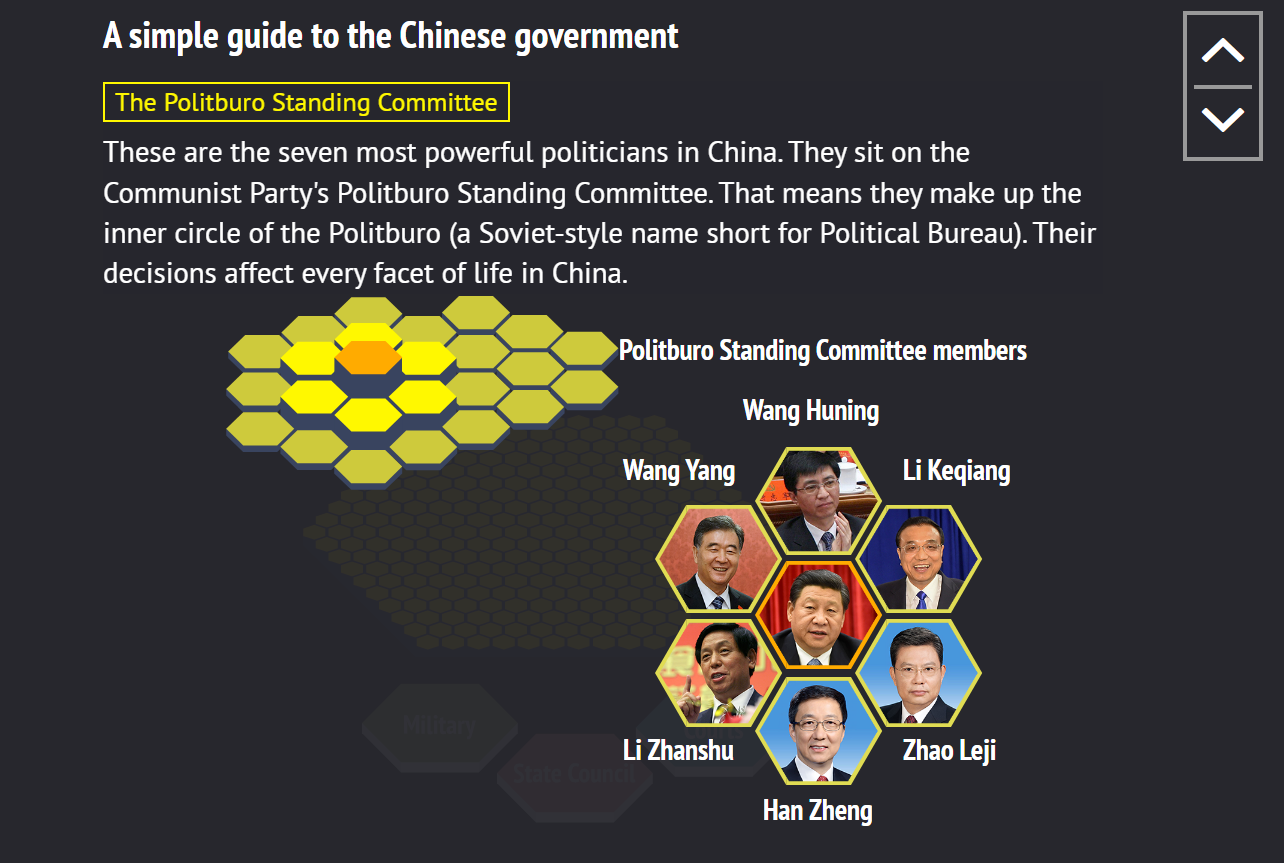 A simple guide to the Chinese government
The Politburo Standing Committee
These are the seven most powerful politicians in China. They sit on the
Communist Party's Politburo Standing Committee. That means they make up the
inner circle of the Politburo (a Soviet-style name short for Political Bureau). Their
decisions affect every facet of life in China.
Politburo Standing Committee members
Wang Huning
Wang Yang
Li Keqiang
Li Zhanshu
Zhao Leji
Han Zheng
Military
Courts
State Council